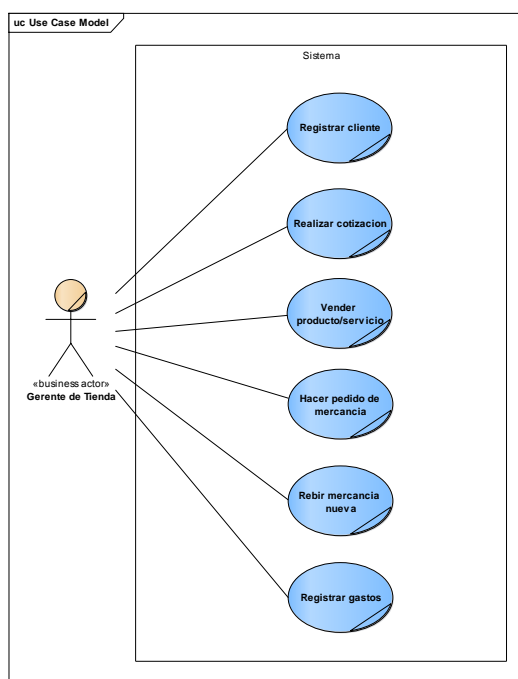 uc Use Case Model
Sistema
Registrar cliente
Realizar cotizacion
Vender
producto/servicio
«business actor»
Gerente de Tienda
Hacer pedido de
mercancia
Rebir mercancia
nueva
Registrar gastos